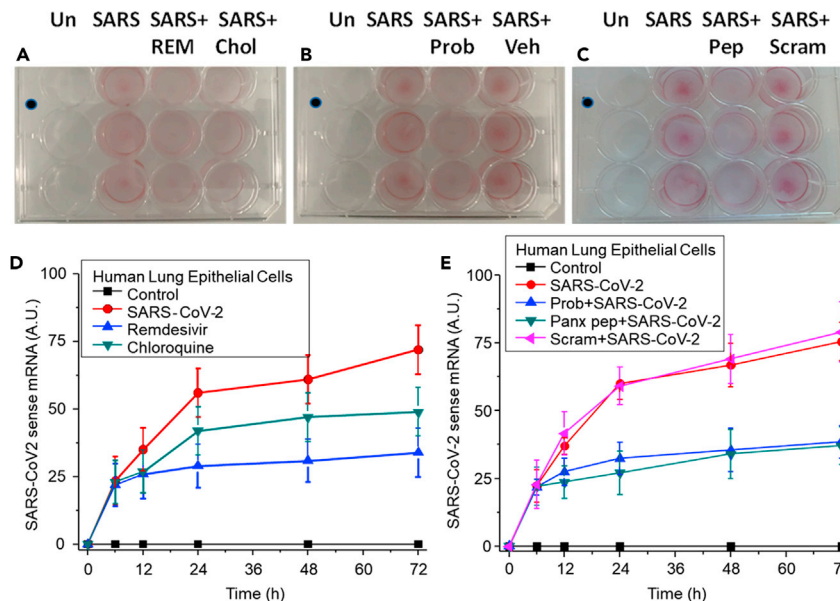 Un SARS SARS+ SARS+
REM Chol
A
Un SARS SARS+ SARS+
Prob Veh
B
Un SARS SARS+ SARS+
Pep Scram
C
D
SARS-CoV2 sense mRNA (A.U.)
100
75
50
25
0
Human Lung Epithelial Cells
Control
SARS-CoV-2
Remdesivir
Chloroquine
0 12 24 36 48 60 72
Time (h)
E
SARS-CoV-2 sense mRNA (A.U.)
100
75
50
25
0
Human Lung Epithelial Cells
Control
SARS-CoV-2
Prob+SARS-CoV-2
Panx pep+SARS-CoV-2
Scram+SARS-CoV-2
0 12 24 36 48 60
Time (h)